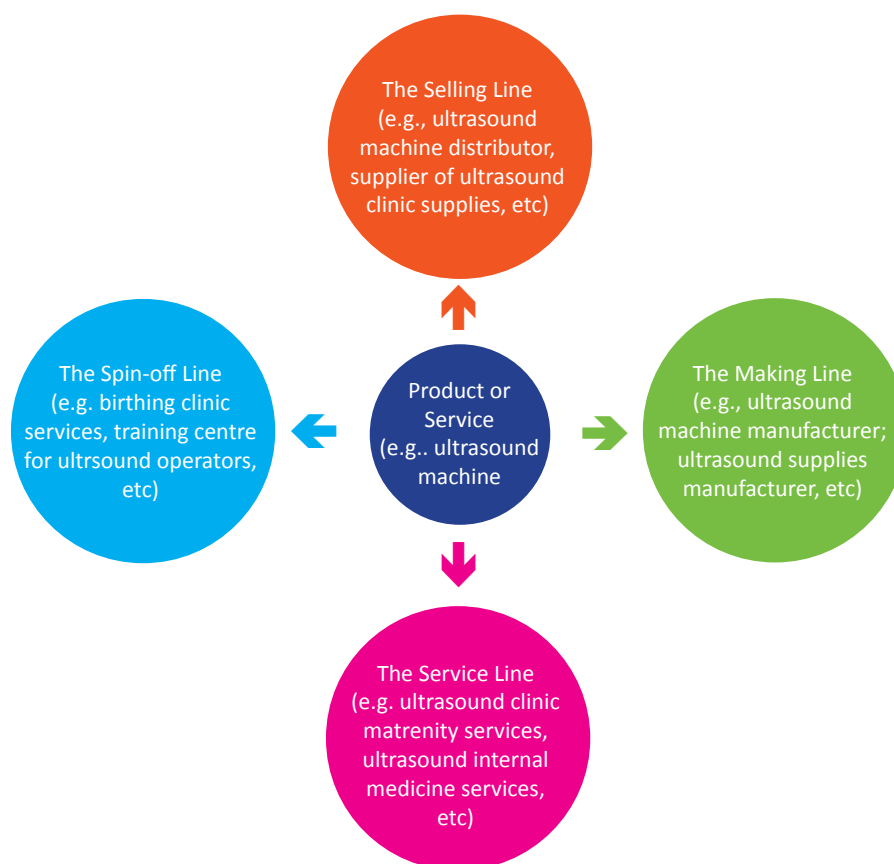 The Selling Line
(e.g., ultrasound
machine distributor,
supplier of ultrasound
clinic supplies, etc)
The Spin-off Line
(e.g. birthing clinic
services, training centre
for ultrsound operators,
etc)
Product or
Service
(e.g.. ultrasound
machine
The Making Line
(e.g., ultrasound
machine manufacturer;
ultrasound supplies
manufacturer, etc)
The Service Line
(e.g. ultrasound clinic
matrenity services,
ultrasound internal
medicine services,
etc)